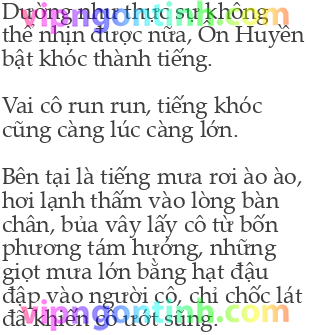 Dường như thực sự không
thể nhịn được nữa, Ôn Huyền
bật khóc thành tiếng.
Vai cô run run, tiếng khóc
cũng càng lúc càng lớn.
Bên tại là tiếng mưa rơi ào ào,
hơi lạnh thấm vào lòng bàn
chân, bủa vây lấy cô từ bốn
phương tám hướng, những
giọt mưa lớn bằng hạt đậu
đập vào người cô, chỉ chốc lát
đã khiến cô ướt sũng.
vipngontinh.com
vipngontinh.com